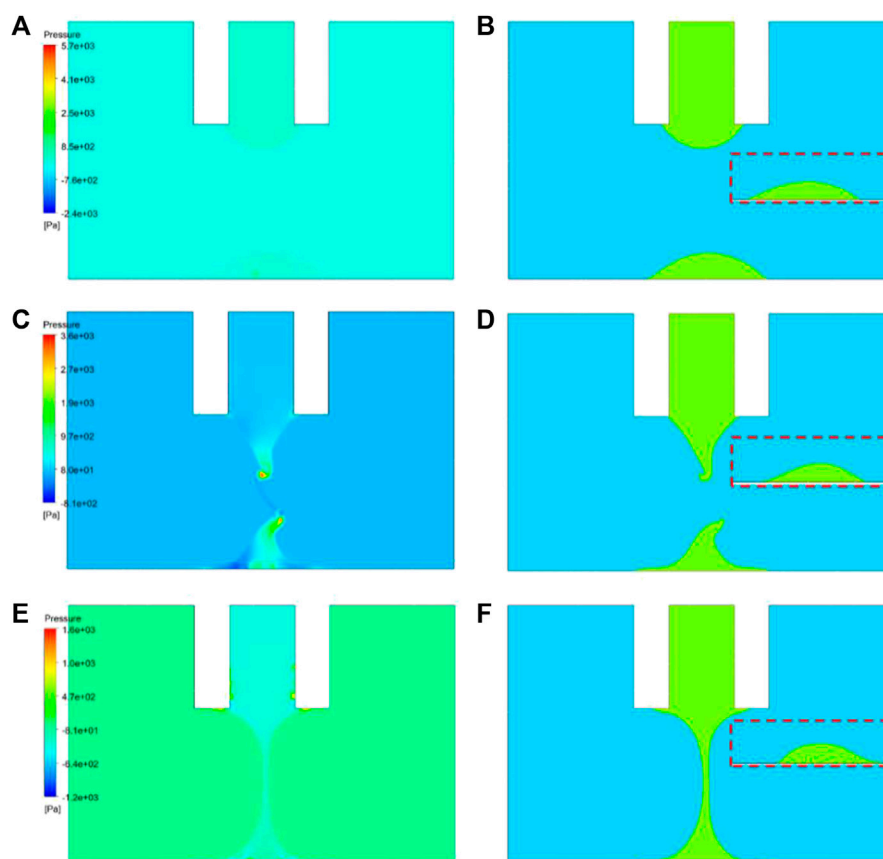 A
Pressure
5.7e+03
4.1e+03
2.5e+03
8.5e+02
-7.6e+02
-2.4e+03
[Pa]
B
C
Pressure
3.6e+03
2.7e+03
1.9e+03
9.7e+02
8.0e+01
-8.1e+02
[Pa]
D
E
Pressure
1.6e+03
1.0e+03
4.7e+02
-8.1e+01
-6.4e+02
-1.2e+03
[Pa]
F